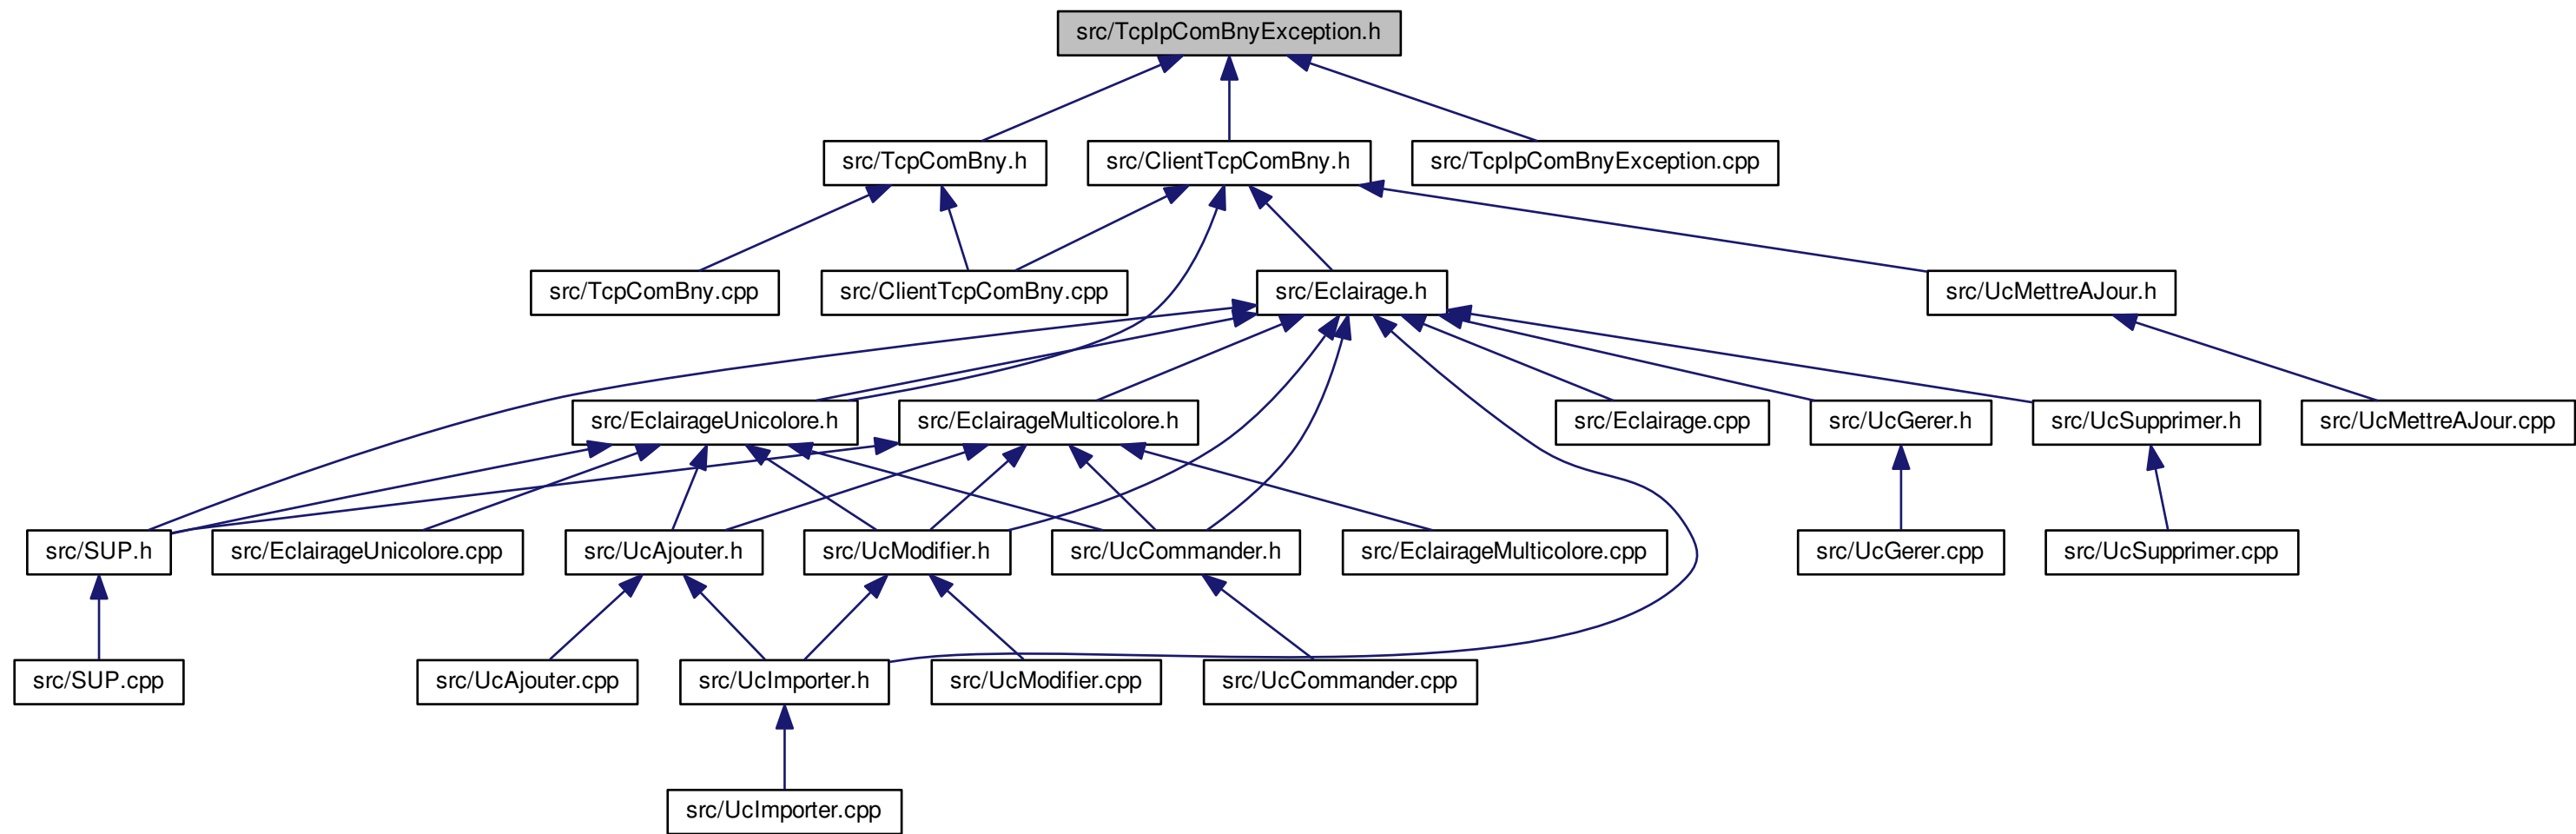 src/TcpIpComBnyException.h
src/TcpComBny.h
src/ClientTcpComBny.h
src/TcpIpComBnyException.cpp
src/TcpComBny.cpp
src/ClientTcpComBny.cpp
src/Eclairage.h
src/UcMettreAJour.h
src/EclairageUnicolore.h
src/EclairageMulticolore.h
src/Eclairage.cpp
src/UcGerer.h
src/UcSupprimer.h
src/UcMettreAJour.cpp
src/SUP.h
src/EclairageUnicolore.cpp
src/UcAjouter.h
src/UcModifier.h
src/UcCommander.h
src/EclairageMulticolore.cpp
src/UcGerer.cpp
src/UcSupprimer.cpp
src/SUP.cpp
src/UcAjouter.cpp
src/UcImporter.h
src/UcModifier.cpp
src/UcCommander.cpp
src/UcImporter.cpp